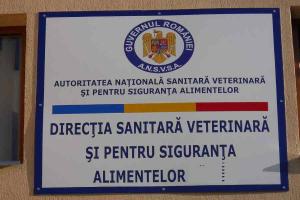 GUVERNUL ROMÂNIEI
A.N.S.V.S.A.
AUTORITATEA NAȚIONALĂ SANITARĂ VETERINARĂ
ȘI PENTRU SIGURANȚA ALIMENTELOR
DIRECȚIA SANITARĂ VETERINARĂ
ȘI PENTRU SIGURANȚA
ALIMENTELOR